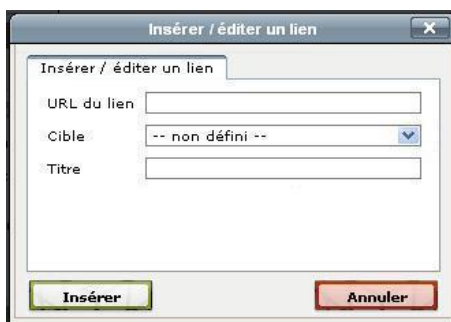 Insérer / éditer un lien
Insérer / éditer un lien
URL du lien
Cible -- non défini --
Titre
Insérer Annuler